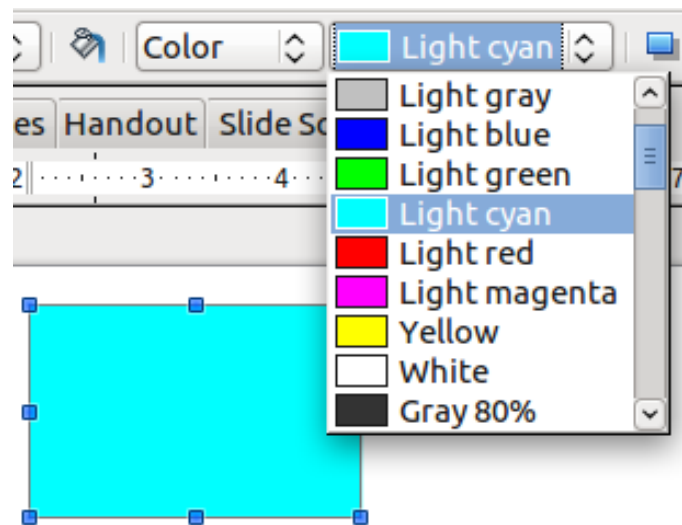 Color Light cyan
es Handout Slide So
2 3 4 7
Light gray
Light blue
Light green
Light cyan
Light red
Light magenta
Yellow
White
Gray 80%